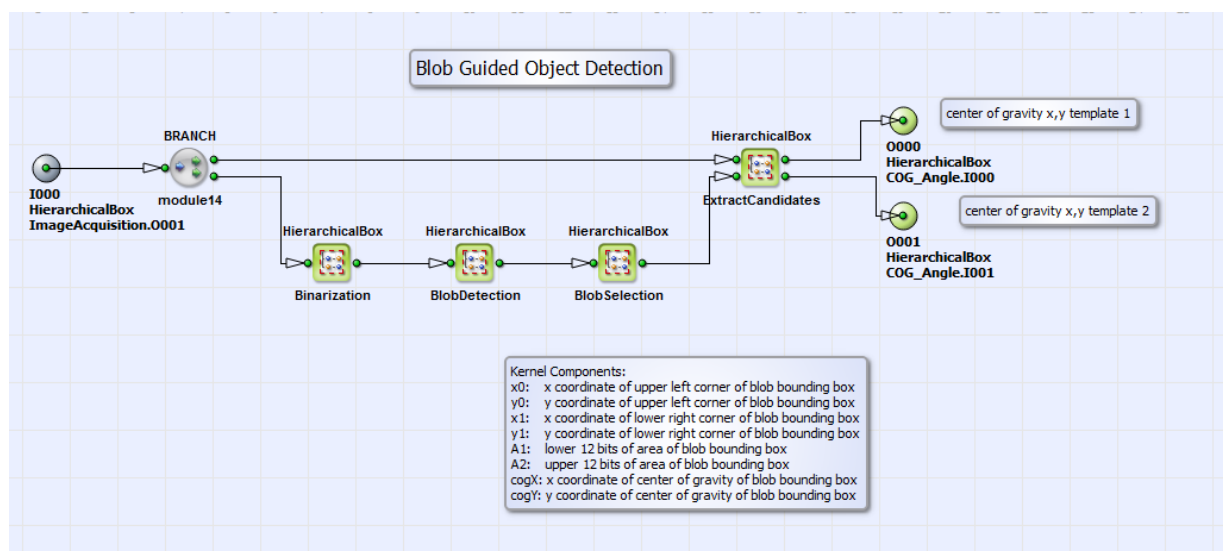 Blob Guided Object Detection
center of gravity x,y template 1
BRANCH
HierarchicalBox
O000
HierarchicalBox
COG_Angle.I000
I000
HierarchicalBox
ImageAcquisition.O001
module14
ExtractCandidates
center of gravity x,y template 2
HierarchicalBox
HierarchicalBox
HierarchicalBox
O001
HierarchicalBox
COG_Angle.I001
Binarization
BlobDetection
BlobSelection
Kernel Components:
x0: x coordinate of upper left corner of blob bounding box
y0: y coordinate of upper left corner of blob bounding box
x1: x coordinate of lower right corner of blob bounding box
y1: y coordinate of lower right corner of blob bounding box
A1: lower 12 bits of area of blob bounding box
A2: upper 12 bits of area of blob bounding box
cogX: x coordinate of center of gravity of blob bounding box
cogY: y coordinate of center of gravity of blob bounding box